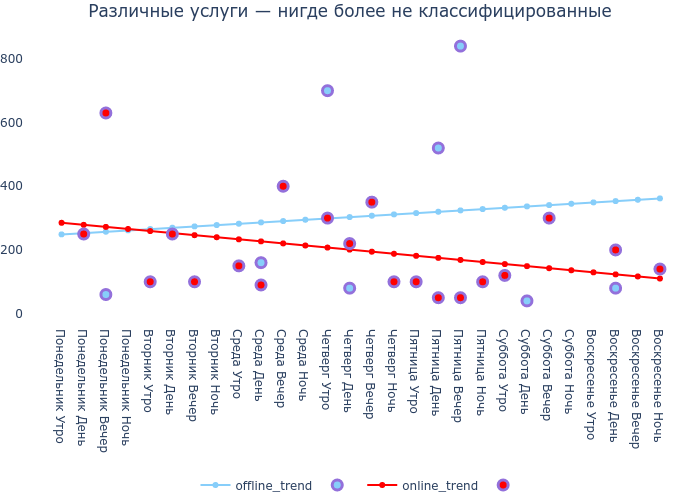 Различные услуги — нигде более не классифицированные
800
600
400
200
0
Понедельник Утро
Понедельник День
Понедельник Вечер
Понедельник Ночь
Вторник Утро
Вторник День
Вторник Вечер
Вторник Ночь
Среда Утро
Среда День
Среда Вечер
Среда Ночь
Четверг Утро
Четверг День
Четверг Вечер
Четверг Ночь
Пятница Утро
Пятница День
Пятница Вечер
Пятница Ночь
Суббота Утро
Суббота День
Суббота Вечер
Суббота Ночь
Воскресенье Утро
Воскресенье День
Воскресенье Вечер
Воскресенье Ночь
offline_trend
online_trend